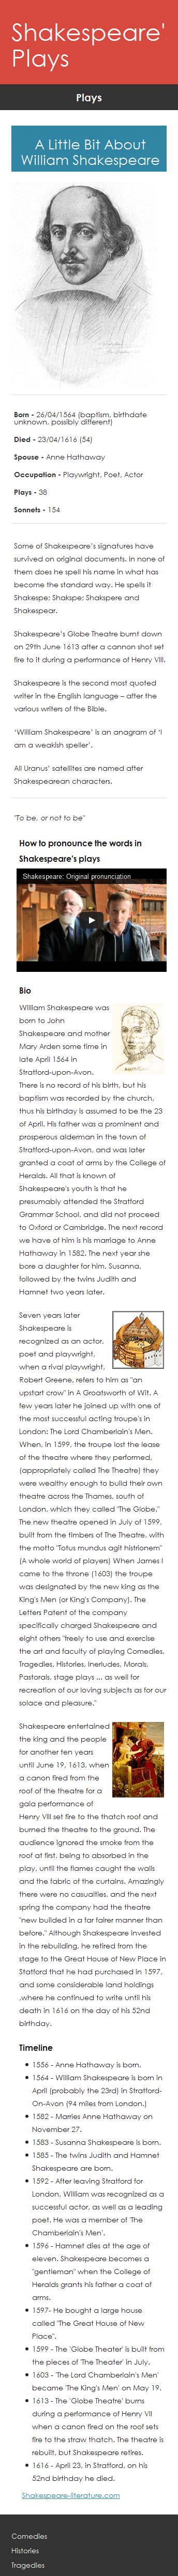 Shakespeare'
Plays
Plays
A Little Bit About
William Shakespeare
Born - 26/04/1564 (baptism, birthdate
unknown, possibly different)
Died - 23/04/1616 (54)
Spouse - Anne Hathaway
Occupation - Playwright, Poet, Actor
Plays - 38
Sonnets - 154
Some of Shakespeare's signatures have
survived on original documents. In none of
them does he spell his name in what has
become the standard way. He spells it
Shakespe; Shakspe; Shakspere and
Shakespear.
Shakespeare's Globe Theatre burnt down
on 29th June 1613 after a cannon shot set
fire to it during a performance of Henry VIII.
Shakespeare is the second most quoted
writer in the English language – after the
various writers of the Bible.
'William Shakespeare' is an anagram of 'I
am a weakish speller'.
All Uranus' satellites are named after
Shakespearean characters.
"To be, or not to be"
How to pronounce the words in
Shakespeare's plays
Shakespeare: Original pronunciation
Bio
William Shakespeare was
born to John
Shakespeare and mother
Mary Arden some time in
late April 1564 in
Stratford-upon-Avon.
There is no record of his birth, but his
baptism was recorded by the church,
thus his birthday is assumed to be the 23
of April. His father was a prominent and
prosperous alderman in the town of
Stratford-upon-Avon, and was later
granted a coat of arms by the College of
Heralds. All that is known of
Shakespeare's youth is that he
presumably attended the Stratford
Grammar School, and did not proceed
to Oxford or Cambridge. The next record
we have of him is his marriage to Anne
Hathaway in 1582. The next year she
bore a daughter for him, Susanna,
followed by the twins Judith and
Hamnet two years later.
Seven years later
Shakespeare is
recognized as an actor,
poet and playwright,
when a rival playwright,
Robert Greene, refers to him as "an
upstart crow" in A Groatsworth of Wit. A
few years later he joined up with one of
the most successful acting troupe's in
London: The Lord Chamberlain's Men.
When, in 1599, the troupe lost the lease
of the theatre where they performed,
(appropriately called The Theatre) they
were wealthy enough to build their own
theatre across the Thames, south of
London, which they called "The Globe."
The new theatre opened in July of 1599,
built from the timbers of The Theatre, with
the motto "Totus mundus agit histrionem"
(A whole world of players) When James I
came to the throne (1603) the troupe
was designated by the new king as the
King's Men (or King's Company). The
Letters Patent of the company
specifically charged Shakespeare and
eight others "freely to use and exercise
the art and faculty of playing Comedies,
Tragedies, Histories, Inerludes, Morals,
Pastorals, stage plays ... as well for
recreation of our loving subjects as for our
solace and pleasure."
Shakespeare entertained
the king and the people
for another ten years
until June 19, 1613, when
a canon fired from the
roof of the theatre for a
gala performance of
Henry VIII set fire to the thatch roof and
burned the theatre to the ground. The
audience ignored the smoke from the
roof at first, being to absorbed in the
play, until the flames caught the walls
and the fabric of the curtains. Amazingly
there were no casualties, and the next
spring the company had the theatre
"new builded in a far fairer manner than
before." Although Shakespeare invested
in the rebuilding, he retired from the
stage to the Great House of New Place in
Statford that he had purchased in 1597,
and some considerable land holdings
,where he continued to write until his
death in 1616 on the day of his 52nd
birthday.
Timeline
1556 - Anne Hathaway is born.
1564 - William Shakespeare is born in
April (probably the 23rd) in Stratford-
On-Avon (94 miles from London.)
1582 - Marries Anne Hathaway on
November 27.
1583 - Susanna Shakespeare is born.
1585 - The twins Judith and Hamnet
Shakespeare are born.
1592 - After leaving Stratford for
London, William was recognized as a
successful actor, as well as a leading
poet. He was a member of 'The
Chamberlain's Men'.
1596 - Hamnet dies at the age of
eleven. Shakespeare becomes a
"gentleman" when the College of
Heralds grants his father a coat of
arms.
1597- He bought a large house
called "The Great House of New
Place".
1599 - The 'Globe Theater' is built from
the pieces of 'The Theater' in July.
1603 - 'The Lord Chamberlain's Men'
became 'The King's Men' on May 19.
1613 - The 'Globe Theatre' burns
during a performance of Henry VII
when a canon fired on the roof sets
fire to the straw thatch. The theatre is
rebuilt, but Shakespeare retires.
1616 - April 23, in Stratford, on his
52nd birthday he died.
Shakespeare-literature.com
Comedies
Histories
Tragedies